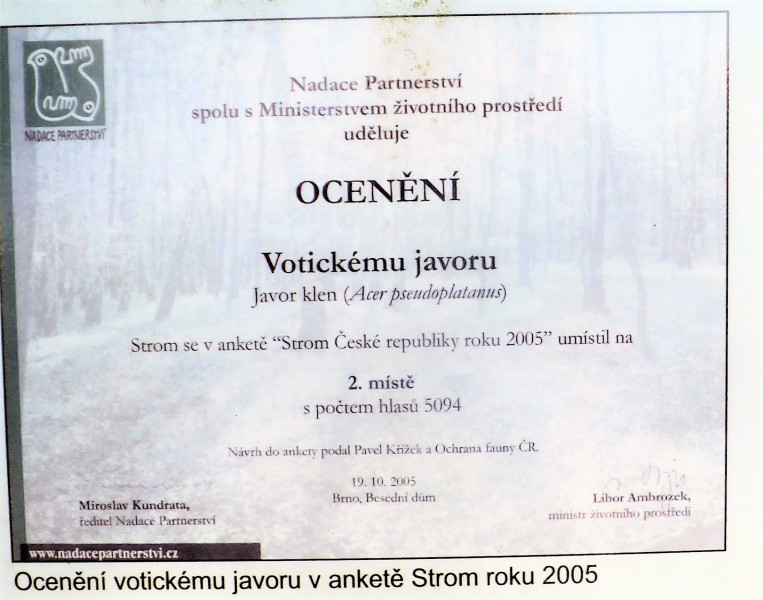 NADACE PARTNERSTVÍ
Nadace Partnerství
spolu s Ministerstvem životního prostředí
uděluje
OCENĚNÍ
Votickému javoru
Javor klen (Acer pseudoplatanus)
Strom se v anketě “Strom České republiky roku 2005” umístil na
2. místě
s počtem hlasů 5094
Návrh do ankety podal Pavel Křížek a Ochrana fauny ČR.
19. 10. 2005
Brno, Besední dům
Miroslav Kundrata,
ředitel Nadace Partnerství
Libor Ambrozek,
ministr životního prostředí
www.nadacepartnerstvi.cz
Ocenění votickému javoru v anketě Strom roku 2005